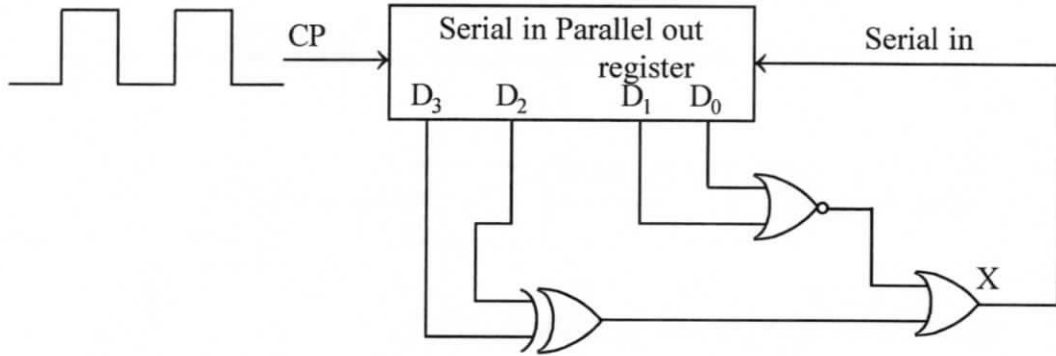 CP
Serial in Parallel out
register
D₃ D₂ D₁ D₀
Serial in
X